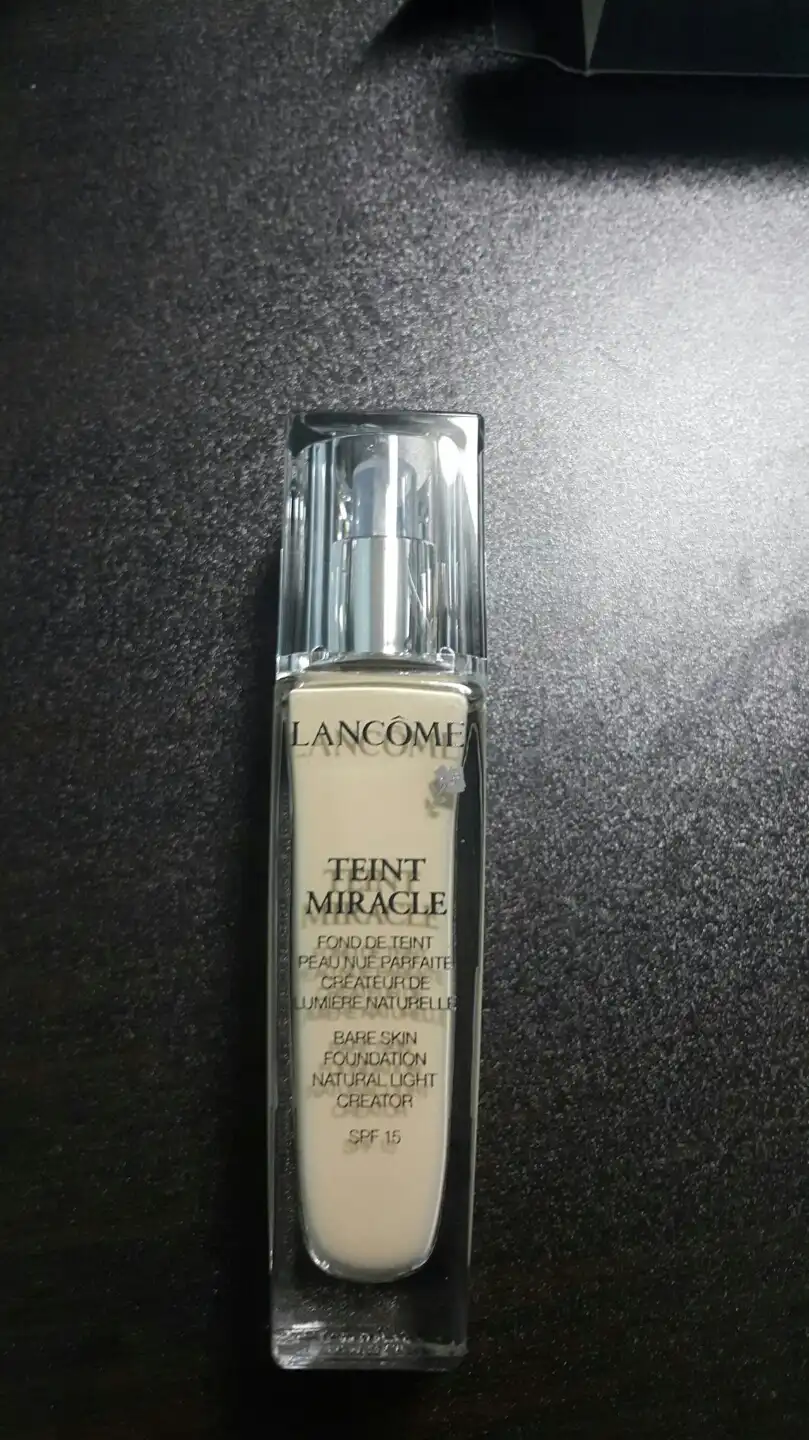 LANCÔME
TEINT
MIRACLE
FOND DE TEINT
PEAU NUE PARFAITE
CRÉATEUR DE
LUMIÈRE NATURELLE
BARE SKIN
FOUNDATION
NATURAL LIGHT
CREATOR
SPF 15